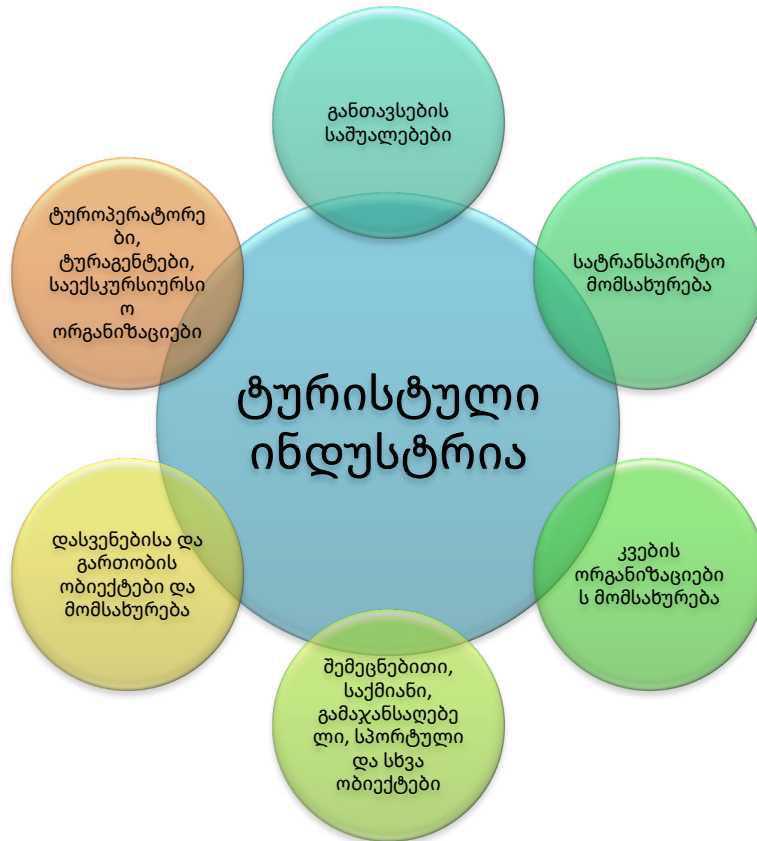 განთავსების
საშუალებები
სატრანსპორტო
მომსახურება
კვების
ორგანიზაციებ
ს მომსახურება
შემეცნებითი,
საქმიანი,
გამაჯანსაღებე
ლი, სპორტული
და სხვა
ობიექტები
დასვენებისა და
გართობის
ობიექტები და
მომსახურება
ტუროპერატორე
ბი,
ტურაგენტები,
საექსკურსიურსი
ო
ორგანიზაციები
ტურისტული
ინდუსტრია